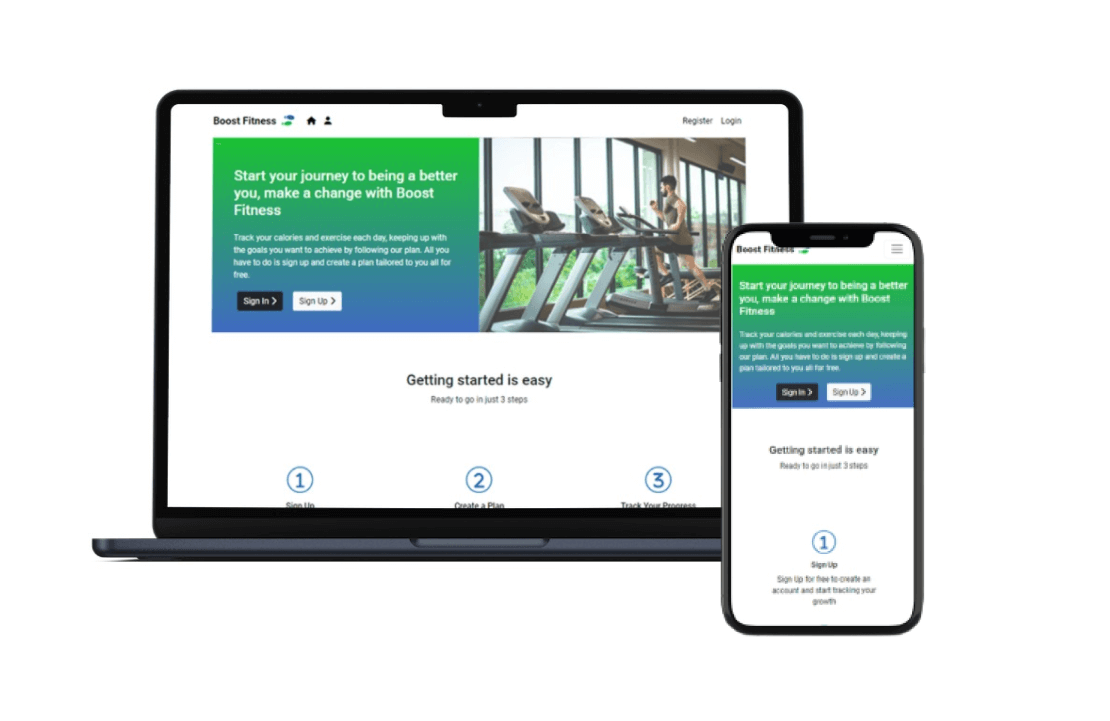 Boost Fitness
Register Login
Start your journey to being a better
you, make a change with Boost
Fitness
Track your calories and exercise each day, keeping up with
the goals you want to achieve by following our plan. All you
have to do is sign up and create a plan tailored to you all for
free.
Sign In
Sign Up
Getting started is easy
Ready to go in just 3 steps
1
2
3
Sign Up
Create a Plan
Track Your Progress
Boost Fitness
Start your journey to being a better
you, make a change with Boost
Fitness
Track your calories and exercise each day, keeping
up with the goals you want to achieve by following
our plan. All you have to do is sign up and create a
plan tailored to you all for free.
Sign In
Sign Up
Getting started is easy
Ready to go in just 3 steps
1
Sign Up
Sign Up for free to create an
account and start tracking your
growth